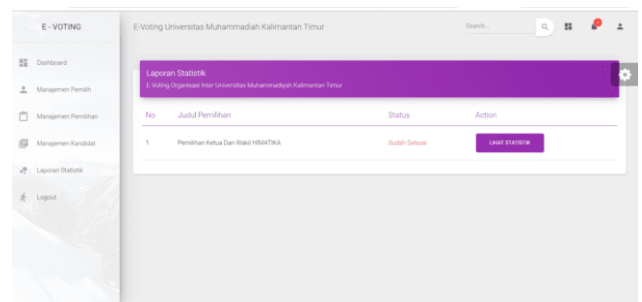 E - VOTING
E-Voting Universitas Muhammadiah Kalimantan Timur
Search...
Dashboard
Manajemen Pemilih
Manajemen Pemilihan
Manajemen Kandidat
Laporan Statistik
Logout
Laporan Statistik
E-Voting Organisasi Inter Universitas Muhammadiyah Kalimantan Timur
No Judul Pemilihan Status Action
1 Pemilihan Ketua Dan Wakil HIMATIKA Sudah Selesai LIHAT STATISTIK